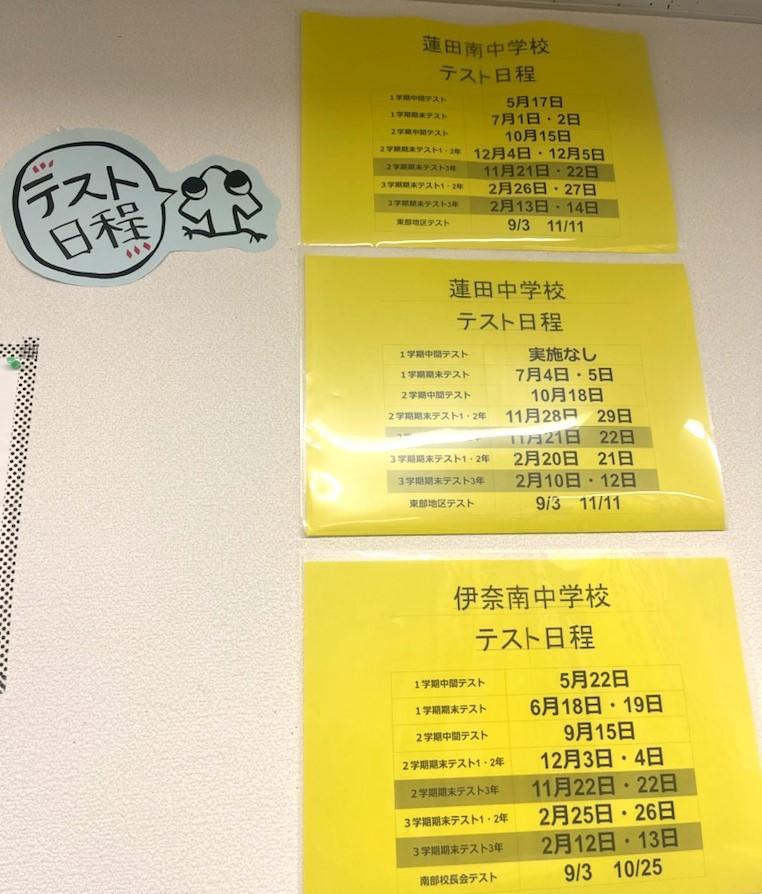 テスト
日程
蓮田南中学校
テスト日程
1学期中間テスト 5月17日
1学期期末テスト 7月1日・2日
2学期中間テスト 10月15日
2学期期末テスト1・2年 12月4日・12月5日
2学期期末テスト3年 11月21日・22日
3学期期末テスト1・2年 2月26日・27日
3学期期末テスト3年 2月13日・14日
東部地区テスト 9/3 11/11
蓮田中学校
テスト日程
1学期中間テスト 実施なし
1学期期末テスト 7月4日・5日
2学期中間テスト 10月18日
2学期期末テスト1・2年 11月28日 29日
11月21日 22日
3学期期末テスト1・2年 2月20日 21日
3学期期末テスト3年 2月10日・12日
東部地区テスト 9/3 11/11
伊奈南中学校
テスト日程
1学期中間テスト 5月22日
1学期期末テスト 6月18日・19日
2学期中間テスト 9月15日
2学期期末テスト1・2年 12月3日・4日
2学期期末テスト3年 11月22日・22日
3学期期末テスト1・2年 2月25日・26日
3学期期末テスト3年 2月12日・13日
南部校長会テスト 9/3 10/25